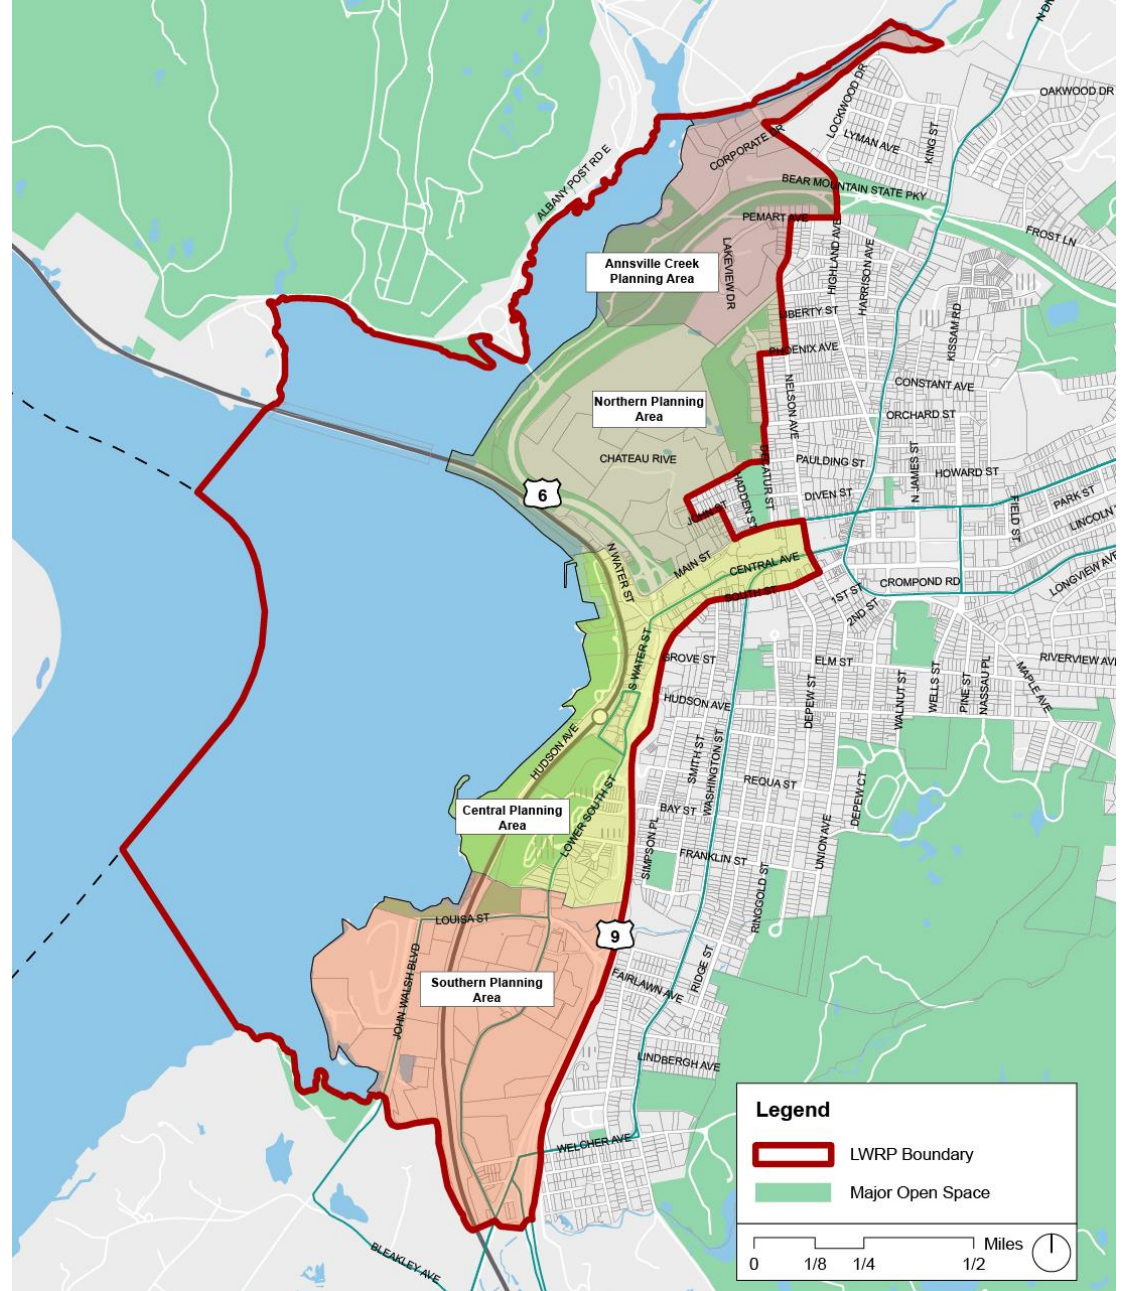 N DIV
OAKWOOD DR
LOCKWOOD DR
LYMAN AVE
KING ST
CORPORATE DR
ALBANY POST RD E
BEAR MOUNTAIN STATE PKY
PEMART AVE
FROST LN
Annsville Creek
Planning Area
LAKEVIEW DR
HIGHLAND AVE
HARRISON AVE
LIBERTY ST
KISSAM RD
PHOENIX AVE
NELSON AVE
CONSTANT AVE
Northern Planning
Area
ORCHARD ST
CHATEAU RIVE
DECATUR ST
PAULDING ST
N JAMES ST
HOWARD ST
6
HADDEN ST
DIVEN ST
FIELD ST
PARK ST
JOHN ST
LINCOLN
N WATER ST
MAIN ST
CENTRAL AVE
CROMPOND RD
LONGVIEW AVE
SOUTH ST
1ST ST
2ND ST
S WATER ST
GROVE ST
ELM ST
RIVERVIEW AVE
DEPEW ST
WALNUT ST
WELLS ST
PINE ST
NASSAU PL
MAPLE AVE
HUDSON AVE
HUDSON AVE
SMITH ST
WASHINGTON ST
REQUA ST
DEPEW CT
Central Planning
Area
LOWER SOUTH ST
BAY ST
SIMPSON PL
UNION AVE
FRANKLIN ST
RINGGOLD ST
LOUISA ST
9
JOHN WALSH BLVD
Southern Planning
Area
FAIRLAWN AVE
RIDGE ST
LINDBERGH AVE
WELCHER AVE
BLEAKLEY AVE
Legend
LWRP Boundary
Major Open Space
Miles
0 1/8 1/4 1/2